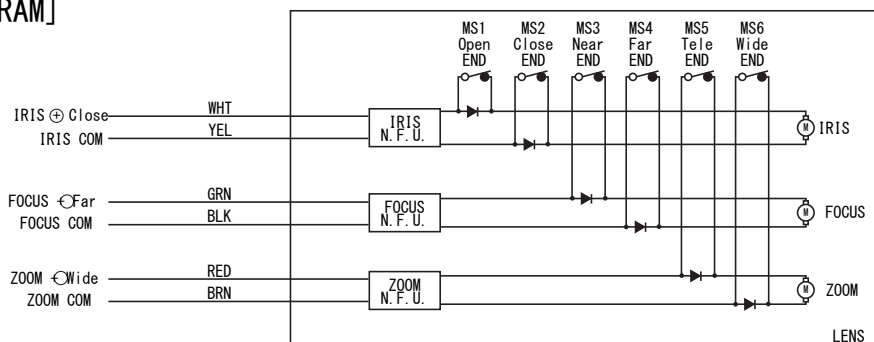 RAM]
MS1 MS2 MS3 MS4 MS5 MS6
Open Close Near Far Tele Wide
END END END END END END
IRIS ⊕ Close WHT
IRIS COM YEL
IRIS
N.F.U.
M IRIS
FOCUS ⊖Far GRN
FOCUS COM BLK
FOCUS
N.F.U.
M FOCUS
ZOOM ⊖Wide RED
ZOOM COM BRN
ZOOM
N.F.U.
M ZOOM
LENS